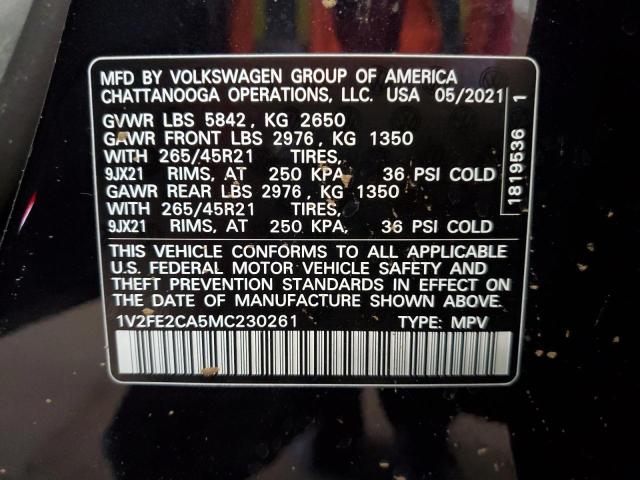 MFD BY VOLKSWAGEN GROUP OF AMERICA
CHATTANOOGA OPERATIONS, LLC. USA 05/2021
GVWR LBS 5842, KG 2650
GAWR FRONT LBS 2976, KG 1350
WITH 265/45R21 TIRES,
9JX21 RIMS, AT 250 KPA, 36 PSI COLD
GAWR REAR LBS 2976, KG 1350
WITH 265/45R21 TIRES,
9JX21 RIMS, AT 250 KPA, 36 PSI COLD
THIS VEHICLE CONFORMS TO ALL APPLICABLE
U.S. FEDERAL MOTOR VEHICLE SAFETY AND
THEFT PREVENTION STANDARDS IN EFFECT ON
THE DATE OF MANUFACTURE SHOWN ABOVE.
1V2FE2CA5MC230261 TYPE: MPV
1819536 1